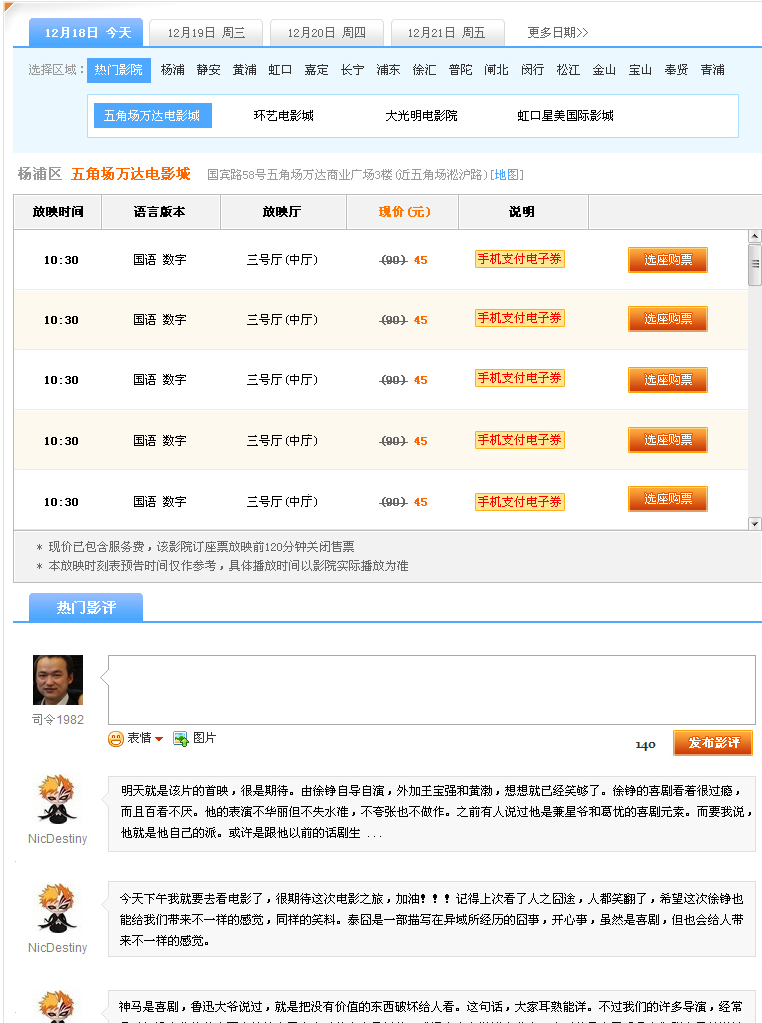 12月18日 今天 12月19日 周三 12月20日 周四 12月21日 周五 更多日期>>
选择区域： 热门影院 杨浦 静安 黄浦 虹口 嘉定 长宁 浦东 徐汇 普陀 闸北 闵行 松江 金山 宝山 奉贤 青浦
五角场万达电影城 环艺电影城 大光明电影院 虹口星美国际影城
杨浦区 五角场万达电影城 国宾路58号五角场万达商业广场3楼(近五角场淞沪路)[地图]
放映时间 语言版本 放映厅 现价(元) 说明
10:30 国语 数字 三号厅(中厅) (90) 45 手机支付电子券 选座购票
10:30 国语 数字 三号厅(中厅) (90) 45 手机支付电子券 选座购票
10:30 国语 数字 三号厅(中厅) (90) 45 手机支付电子券 选座购票
10:30 国语 数字 三号厅(中厅) (90) 45 手机支付电子券 选座购票
10:30 国语 数字 三号厅(中厅) (90) 45 手机支付电子券 选座购票
* 现价已包含服务费，该影院订座票放映前120分钟关闭售票
* 本放映时刻表预告时间仅作参考，具体播放时间以影院实际播放为准
热门影评
司令1982
表情 图片 140 发布影评
明天就是该片的首映，很是期待。由徐铮自导自演，外加王宝强和黄渤，想想就已经笑够了。徐铮的喜剧看着很过瘾，
而且百看不厌。他的表演不华丽但不失水准，不夸张也不做作。之前有人说过他是兼星爷和葛优的喜剧元素。而要我说，
他就是他自己的派。或许是跟他以前的话剧生 ...
NicDestiny
今天下午我就要去看电影了，很期待这次电影之旅，加油！！！记得上次看了人之囧途，人都笑翻了，希望这次徐铮也
能给我们带来不一样的感觉，同样的笑料。泰囧是一部描写在异域所经历的囧事，开心事，虽然是喜剧，但也会给人带
来不一样的感觉。
NicDestiny
神马是喜剧，鲁迅大爷说过，就是把没有价值的东西破坏给人看。这句话，大家耳熟能详。不过我们的许多导演，经常